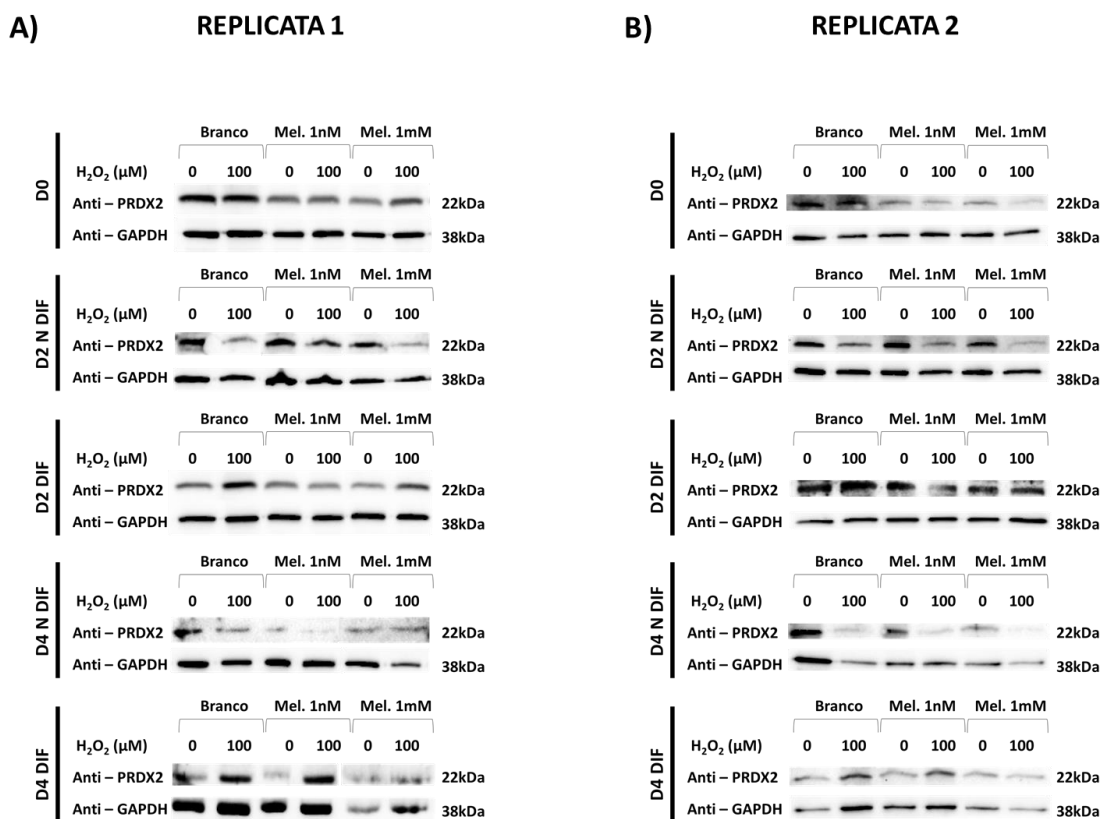 A) REPLICATA 1
Branco Mel. 1nM Mel. 1mM
D0
H₂O₂ (µM) 0 100 0 100 0 100
Anti – PRDX2 22kDa
Anti – GAPDH 38kDa
Branco Mel. 1nM Mel. 1mM
D2 N DIF
H₂O₂ (µM) 0 100 0 100 0 100
Anti – PRDX2 22kDa
Anti – GAPDH 38kDa
Branco Mel. 1nM Mel. 1mM
D2 DIF
H₂O₂ (µM) 0 100 0 100 0 100
Anti – PRDX2 22kDa
Anti – GAPDH 38kDa
Branco Mel. 1nM Mel. 1mM
D4 N DIF
H₂O₂ (µM) 0 100 0 100 0 100
Anti – PRDX2 22kDa
Anti – GAPDH 38kDa
Branco Mel. 1nM Mel. 1mM
D4 DIF
H₂O₂ (µM) 0 100 0 100 0 100
Anti – PRDX2 22kDa
Anti – GAPDH 38kDa
B) REPLICATA 2
Branco Mel. 1nM Mel. 1mM
D0
H₂O₂ (µM) 0 100 0 100 0 100
Anti – PRDX2 22kDa
Anti – GAPDH 38kDa
Branco Mel. 1nM Mel. 1mM
D2 N DIF
H₂O₂ (µM) 0 100 0 100 0 100
Anti – PRDX2 22kDa
Anti – GAPDH 38kDa
Branco Mel. 1nM Mel. 1mM
D2 DIF
H₂O₂ (µM) 0 100 0 100 0 100
Anti – PRDX2 22kDa
Anti – GAPDH 38kDa
Branco Mel. 1nM Mel. 1mM
D4 N DIF
H₂O₂ (µM) 0 100 0 100 0 100
Anti – PRDX2 22kDa
Anti – GAPDH 38kDa
Branco Mel. 1nM Mel. 1mM
D4 DIF
H₂O₂ (µM) 0 100 0 100 0 100
Anti – PRDX2 22kDa
Anti – GAPDH 38kDa